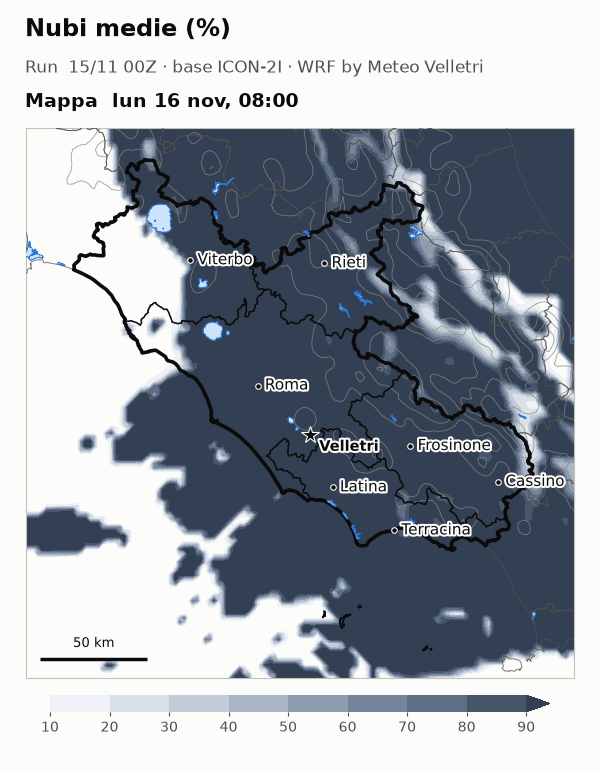 Nubi medie (%)
Run  15/11 00Z · base ICON-2I · WRF by Meteo Velletri
Mappa  lun 16 nov, 08:00
Viterbo
Rieti
Roma
Velletri
Frosinone
Cassino
Latina
Terracina
50 km
10 20 30 40 50 60 70 80 90